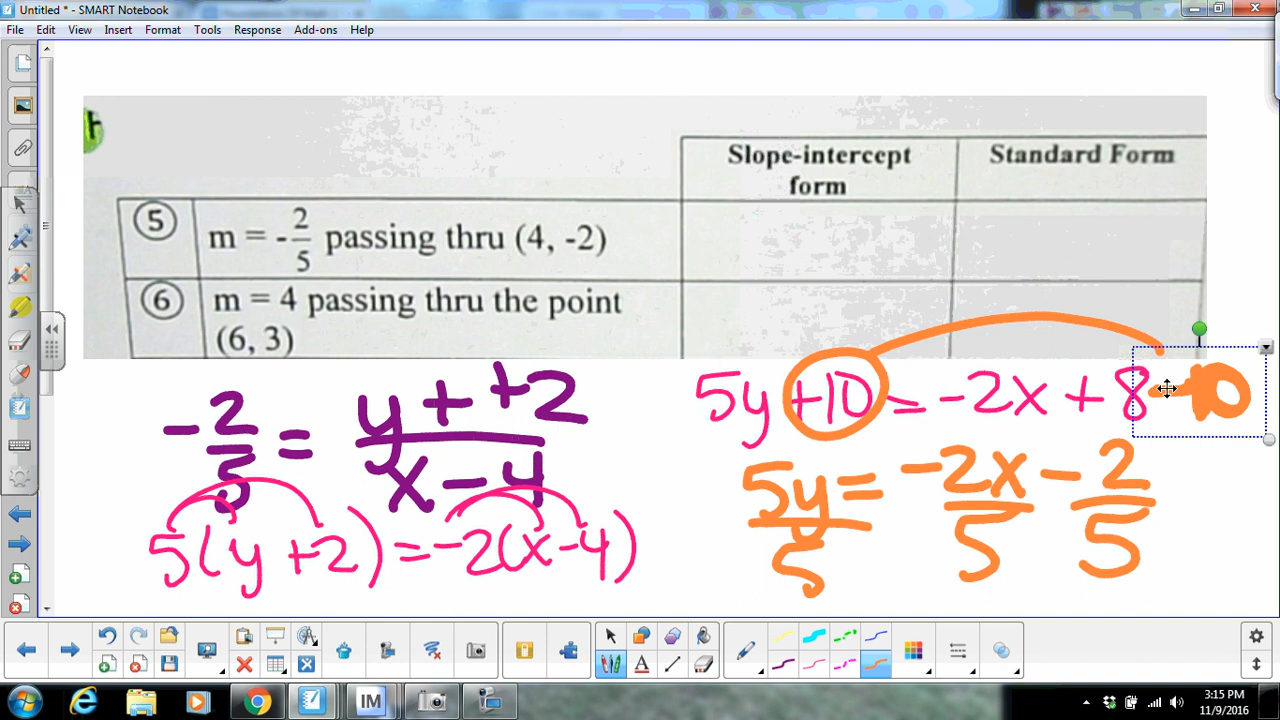 Untitled * - SMART Notebook
File Edit View Insert Format Tools Response Add-ons Help
Slope-intercept form
Standard Form
5 m = -2/5 passing thru (4, -2)
6 m = 4 passing thru the point
(6, 3)
-2/5 = y + +2 / x - 4
5(y +2) = -2(x -4)
5y +10 = -2x + 8 -10
5y/5 = -2x/5 - 2/5
IM
3:15 PM
11/9/2016